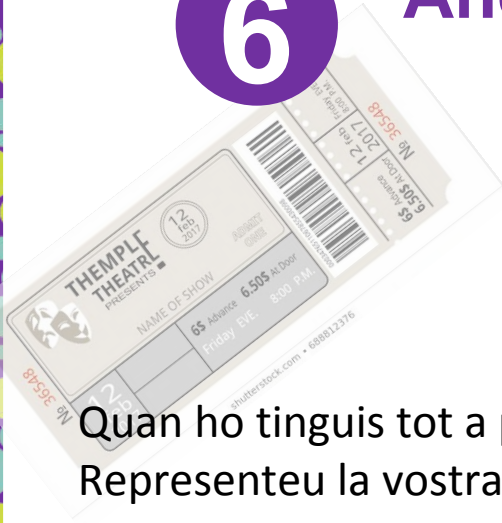 6
THEMPLE
THEATRE
PRESENTS
12
feb
2017
ADMIT
ONE
NAME OF SHOW
6$ Advance 6.50$ At Door
Friday EVE. 8:00 P.M.
12
feb
Nº 36548
Friday EVE
8:00 P.M.
12 feb
2017
6$ Advance
6.50$ At Door
Nº 36548
shutterstock.com • 688812376
Quan ho tinguis tot a
Representeu la vostra